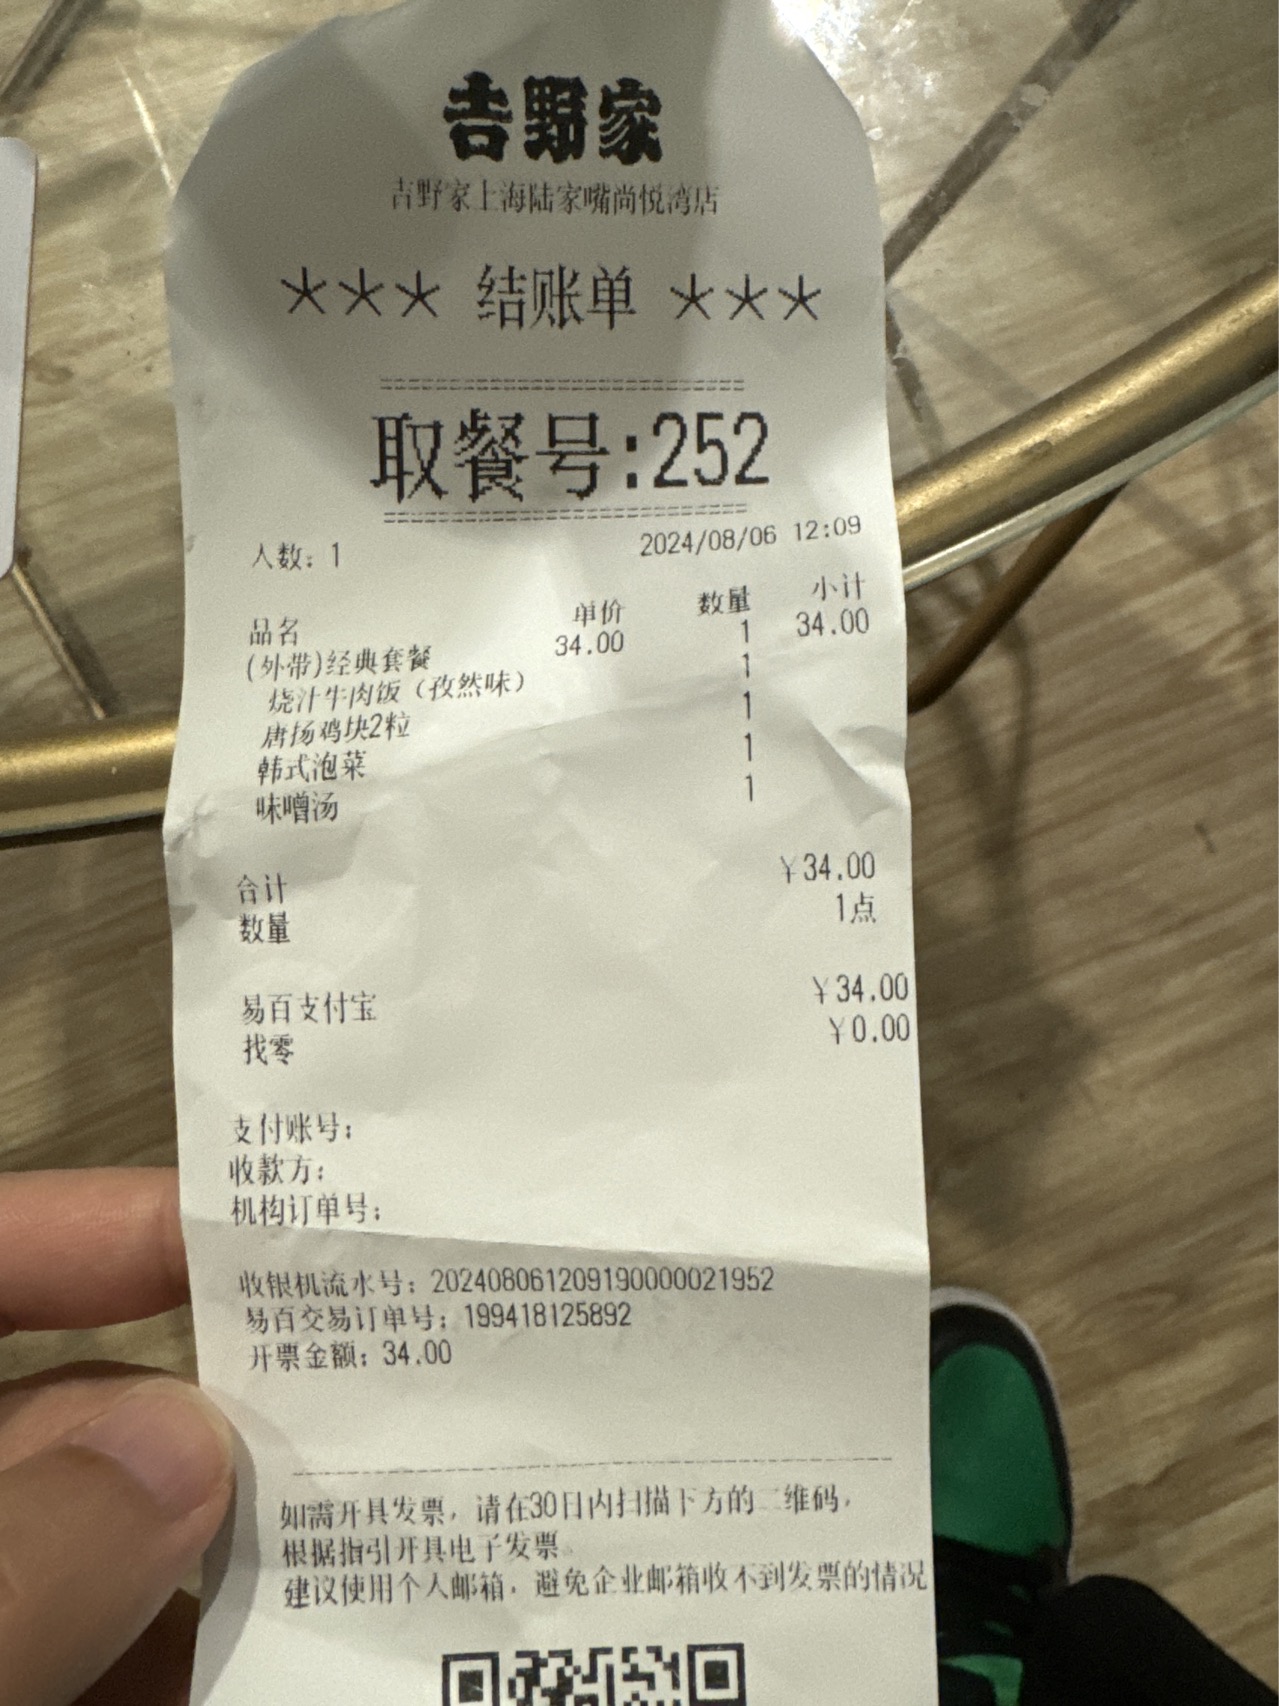 吉野家
吉野家上海陆家嘴尚悦湾店
*** 结账单 ***
取餐号:252
人数: 1 2024/08/06 12:09
品名 单价 数量 小计
(外带)经典套餐 34.00 1 34.00
烧汁牛肉饭（孜然味） 1
唐扬鸡块2粒 1
韩式泡菜 1
味噌汤 1
合计 ¥34.00
数量 1点
易百支付宝 ¥34.00
找零 ¥0.00
支付账号:
收款方:
机构订单号:
收银机流水号: 2024080612091900000021952
易百交易订单号: 199418125892
开票金额: 34.00
如需开具发票，请在30日内扫描下方的二维码，
根据指引开具电子发票。
建议使用个人邮箱，避免企业邮箱收不到发票的情况